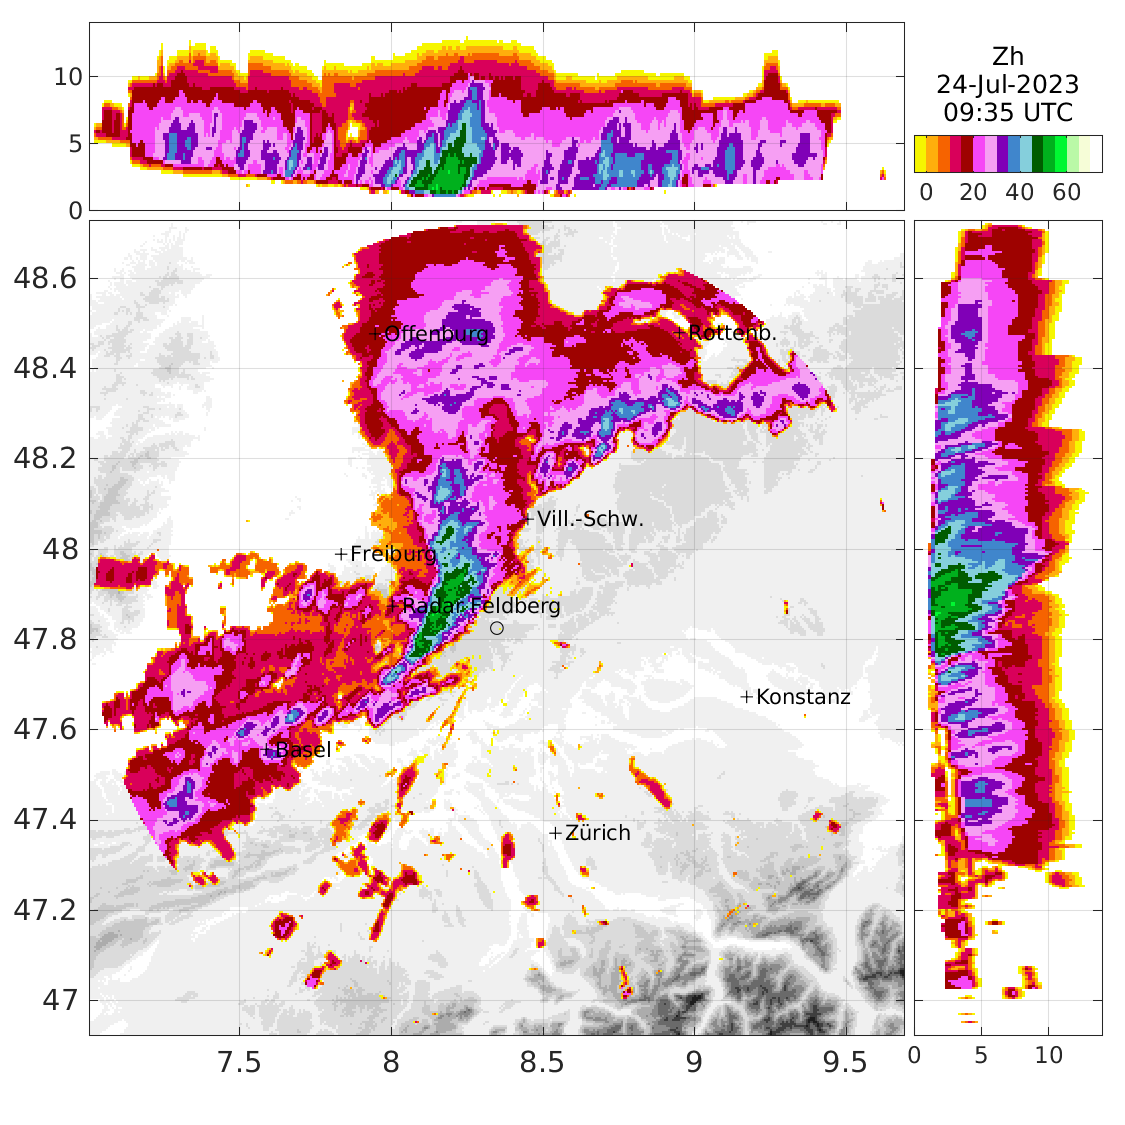 Zh
24-Jul-2023
09:35 UTC
0 20 40 60
10
5
0
48.6
48.4
48.2
48
47.8
47.6
47.4
47.2
47
+Offenburg
+Rottenb.
+Vill.-Schw.
+Freiburg
+Radar Feldberg
+Konstanz
+Basel
+Zürich
7.5 8 8.5 9 9.5
0 5 10